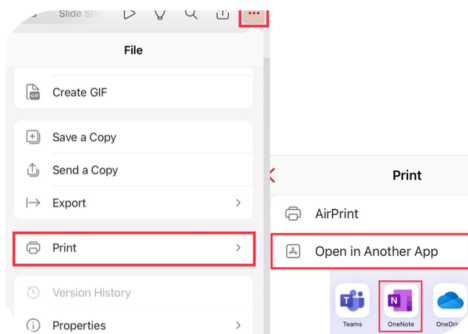 Slide Sh
File
Create GIF
Save a Copy
Send a Copy
Export
Print
Version History
Properties
Print
AirPrint
Open in Another App
Teams
OneNote
OneDri